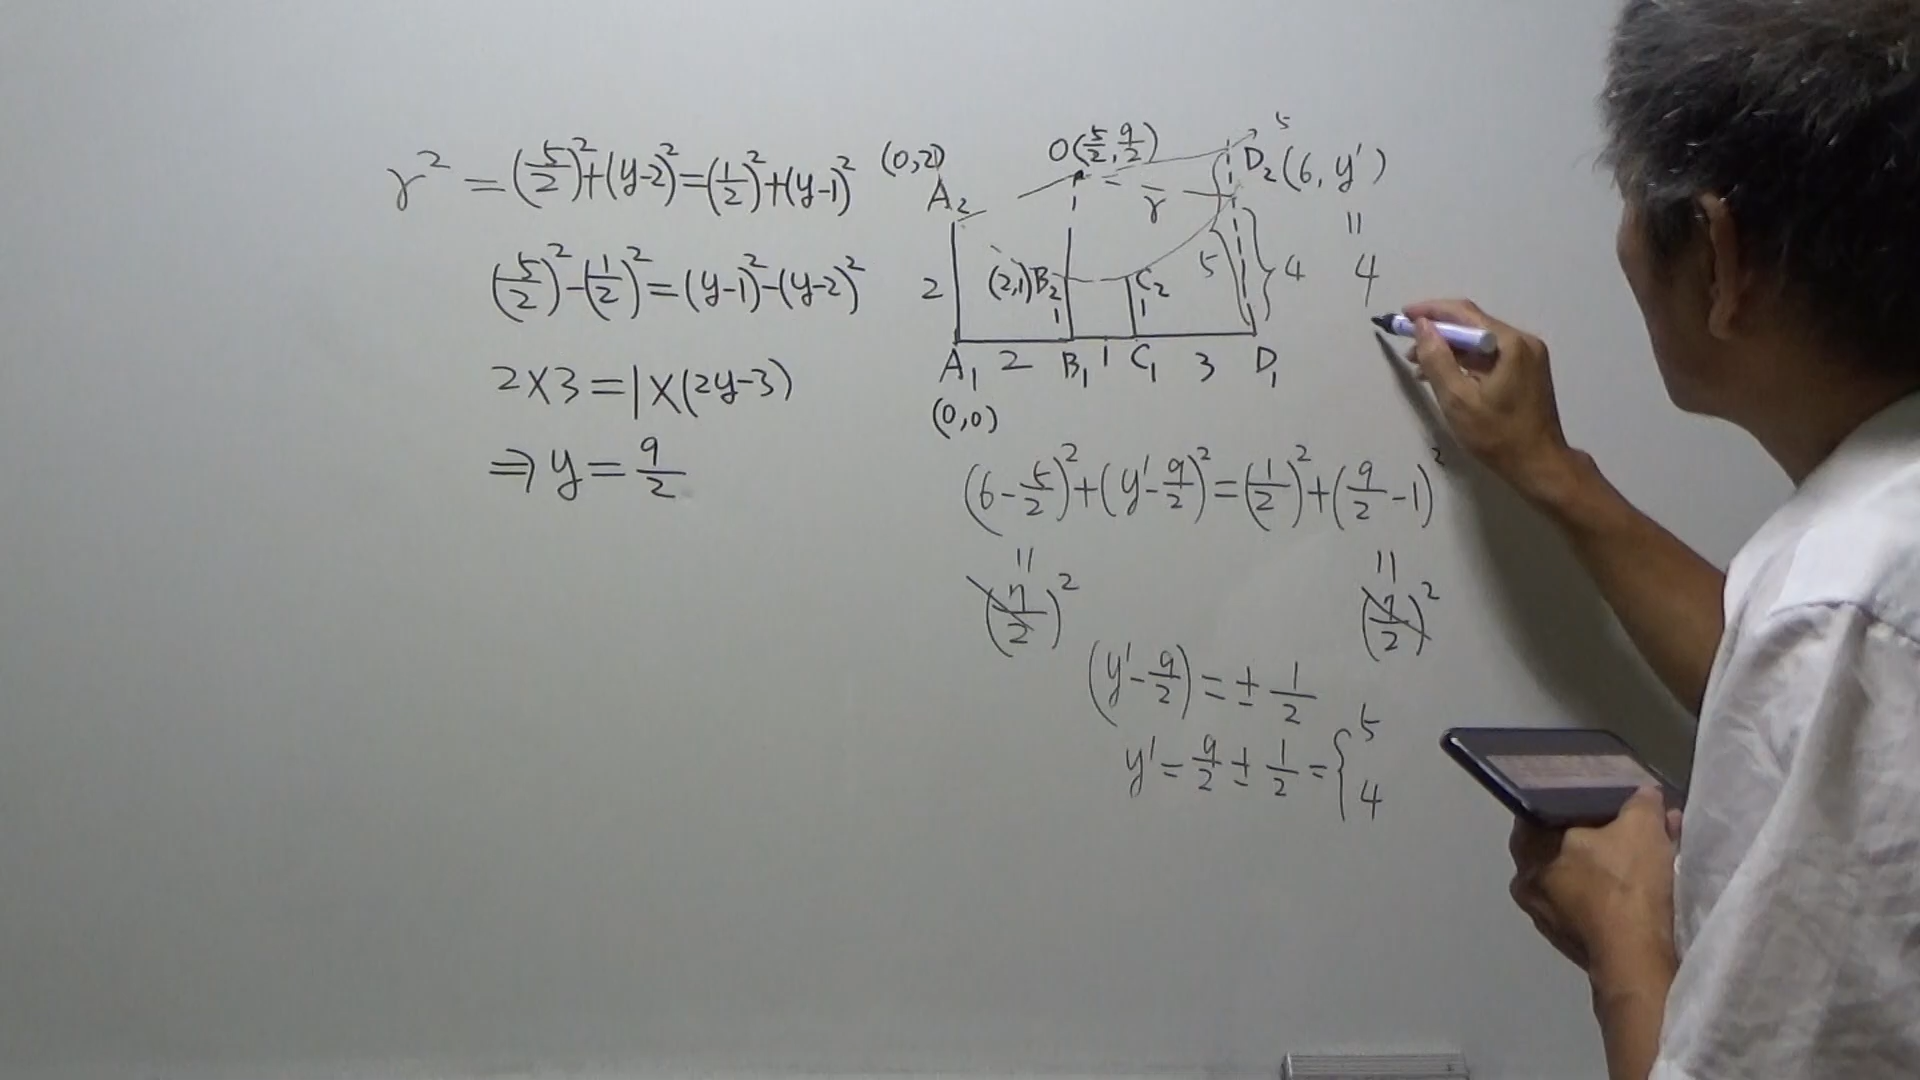 r² = (5/2)² + (y-2)² = (1/2)² + (y-1)²
(5/2)² - (1/2)² = (y-1)² - (y-2)²
2×3 = 1×(2y-3)
⇒ y = 9/2
(0,2)
A₂
O(5/2, 9/2)
5
D₂(6, y')
r
=
4
2
(2,1)B₂
1
C₂
1
5
4
A₁ 2 B₁ 1 C₁ 3 D₁
(0,0)
(6-5/2)² + (y'-9/2)² = (1/2)² + (9/2-1)²
= =
(7/2)² (7/2)²
(y'-9/2) = ± 1/2
y' = 9/2 ± 1/2 = { 5
4